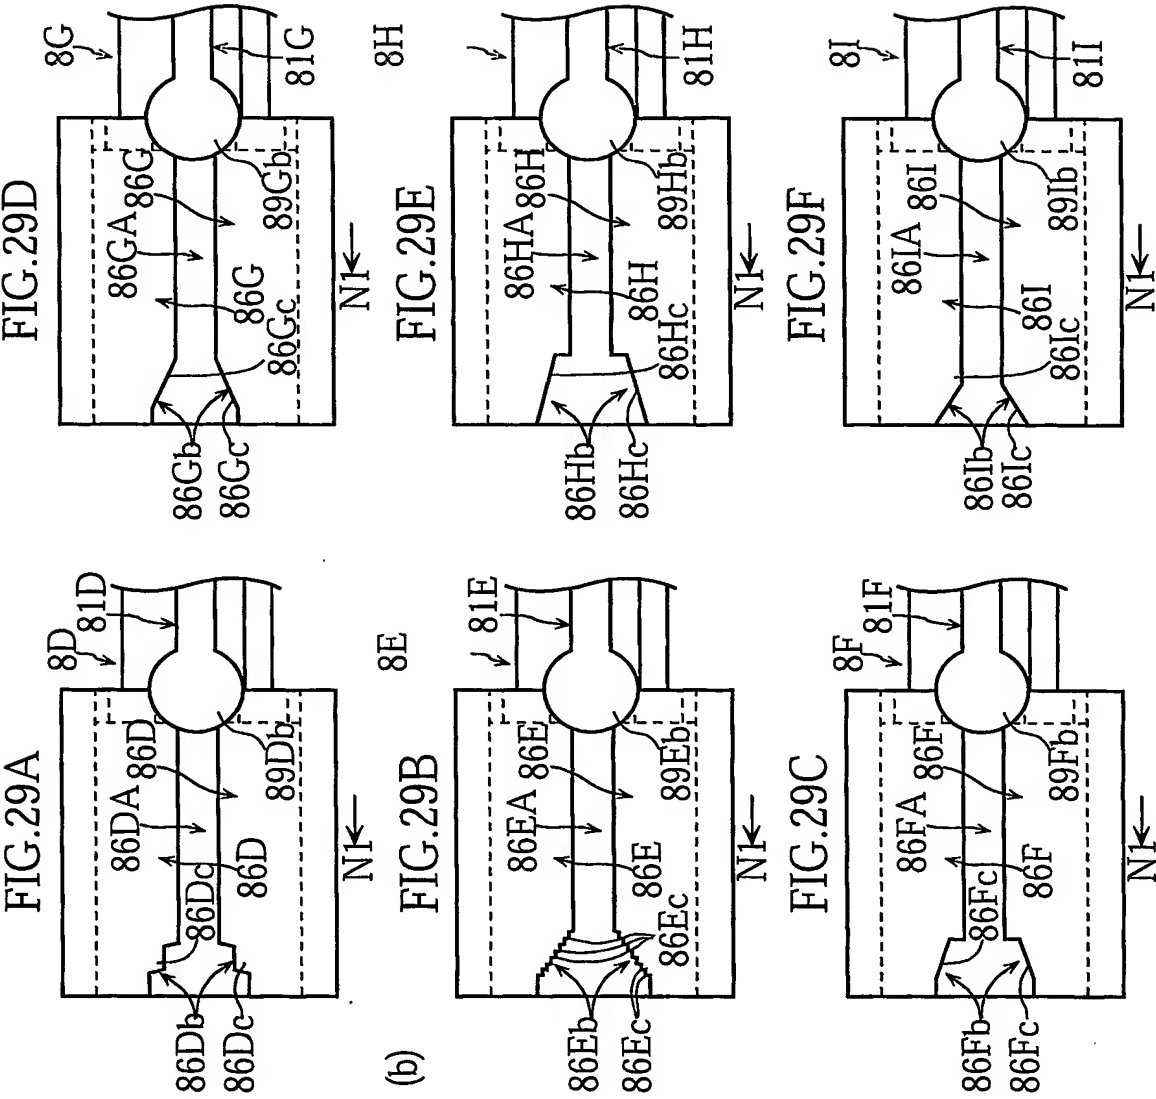 FIG.29A
8D
81D
86DA
86D
86D
86Dc
89Db
N1
86Db
86Dc
FIG.29B
8E
81E
86EA
86E
86E
86Ec
89Eb
N1
86Eb
86Ec
(b)
FIG.29C
8F
81F
86FA
86F
86F
86Fc
89Fb
N1
86Fb
86Fc
FIG.29D
8G
81G
86GA
86G
86G
86Gc
89Gb
N1
86Gb
86Gc
FIG.29E
8H
81H
86HA
86H
86H
86Hc
89Hb
N1
86Hb
86Hc
FIG.29F
8I
81I
86IA
86I
86I
86Ic
89Ib
N1
86Ib
86Ic